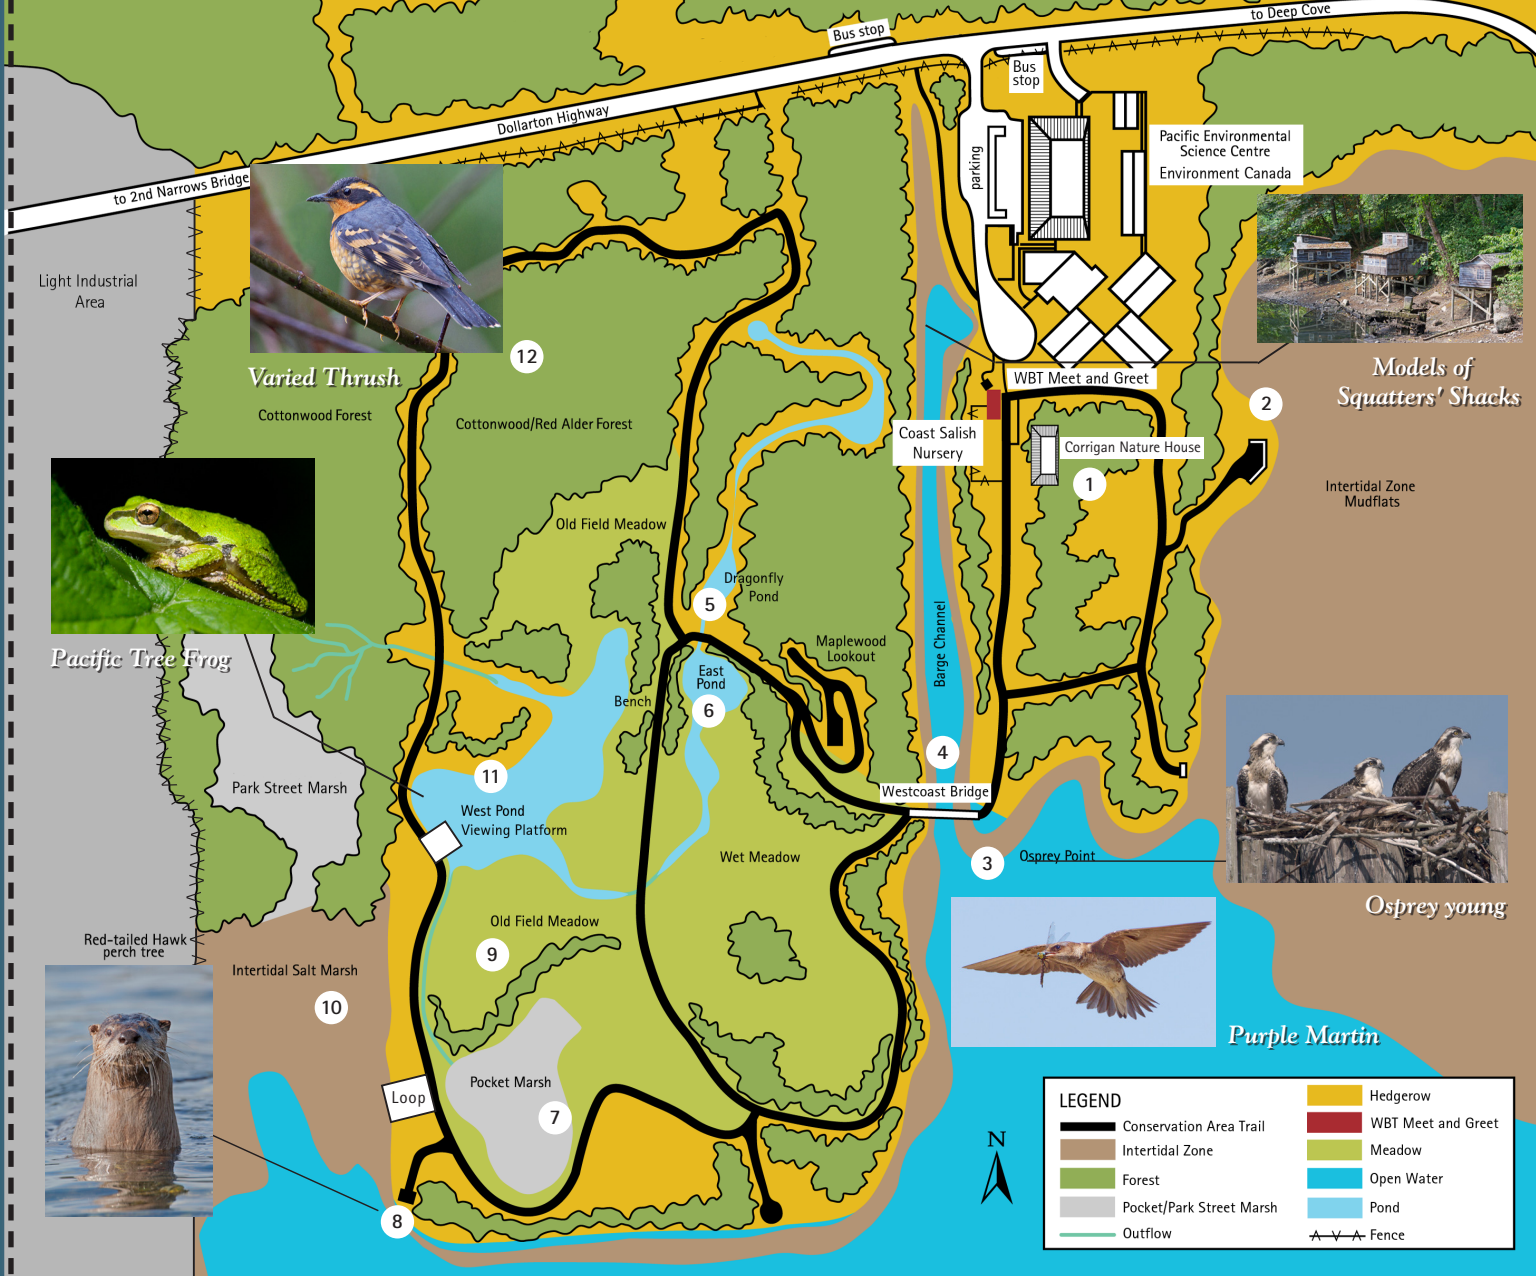 to Deep Cove
Bus stop
Bus
stop
Dollarton Highway
to 2nd Narrows Bridge
parking
Pacific Environmental
Science Centre
Environment Canada
Light Industrial
Area
12
Varied Thrush
Cottonwood Forest
Cottonwood/Red Alder Forest
Models of
Squatters' Shacks
WBT Meet and Greet
2
Coast Salish
Nursery
Corrigan Nature House
1
Intertidal Zone
Mudflats
Old Field Meadow
Dragonfly
Pond
5
Barge Channel
Maplewood
Lookout
Pacific Tree Frog
East
Pond
6
Bench
4
11
Park Street Marsh
West Pond
Viewing Platform
Westcoast Bridge
Wet Meadow
3
Osprey Point
Osprey young
Old Field Meadow
9
Red-tailed Hawk
perch tree
Intertidal Salt Marsh
10
Purple Martin
Pocket Marsh
7
Loop
8
N
LEGEND
Conservation Area Trail
Intertidal Zone
Forest
Pocket/Park Street Marsh
Outflow
Hedgerow
WBT Meet and Greet
Meadow
Open Water
Pond
Fence